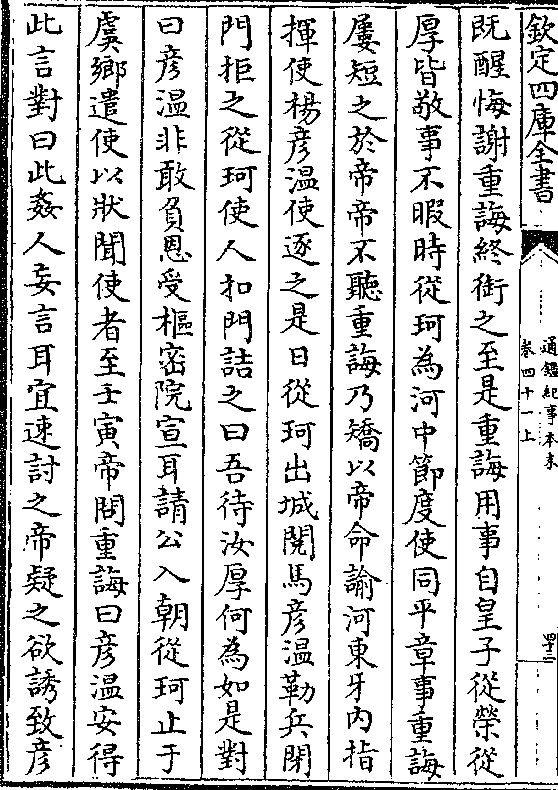 欽定四庫全書
通鑑紀事本末
卷四十一上
四十三
既醒悔謝重誨終銜之至是重誨用事自皇子從榮從
厚皆敬事不暇時從珂為河中節度使同平章事重誨
屢短之於帝帝不聽重誨乃矯以帝命諭河東牙内指
揮使楊彦温使逐之是日從珂出城閲馬彦温勒兵閉
門拒之從珂使人扣門詰之曰吾待汝厚何為如是對
曰彦温非敢負恩受樞密院宣耳請公入朝從珂止于
虞鄉遣使以狀聞使者至壬寅帝問重誨曰彦温安得
此言對曰此姦人妄言耳宜速討之帝疑之欲誘致彦